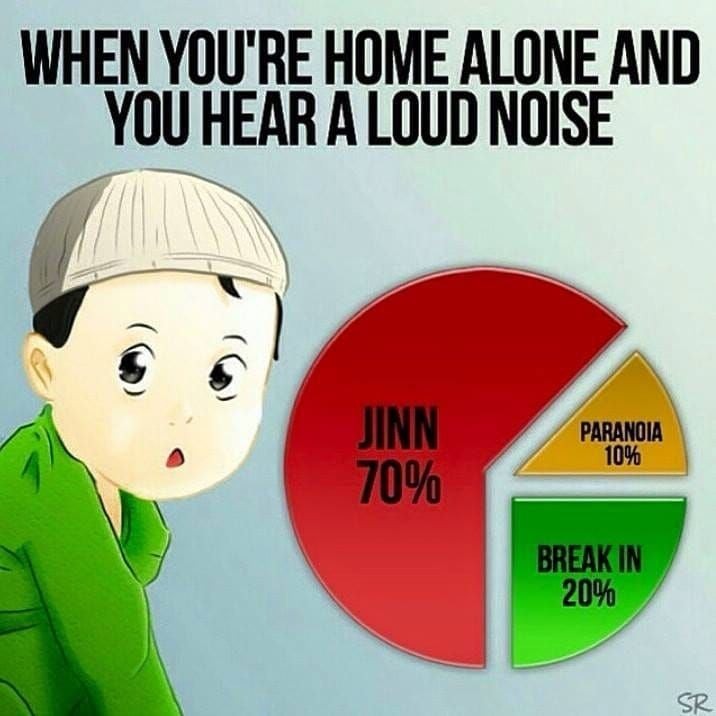 WHEN YOU'RE HOME ALONE AND
YOU HEAR A LOUD NOISE
JINN
70%
PARANOIA
10%
BREAK IN
20%
SR